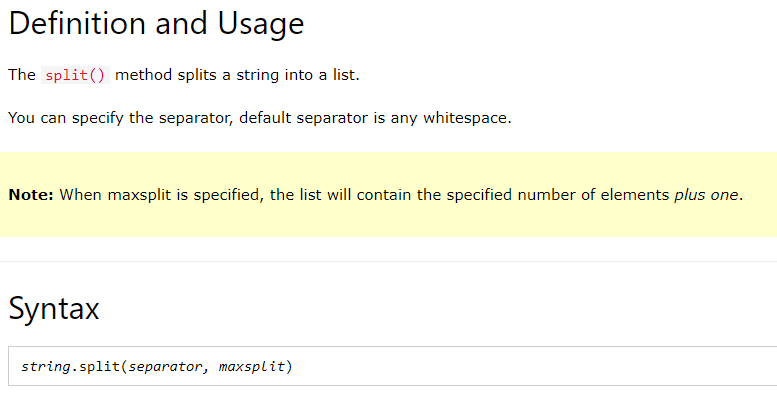 Definition and Usage
The split() method splits a string into a list.
You can specify the separator, default separator is any whitespace.
Note: When maxsplit is specified, the list will contain the specified number of elements plus one.
Syntax
string.split(separator, maxsplit)